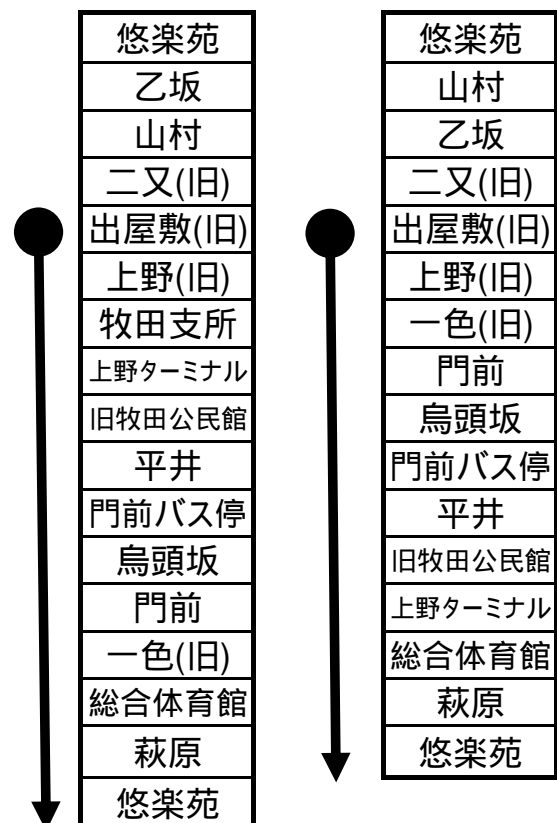 悠楽苑
乙坂
山村
二又(旧)
出屋敷(旧)
上野(旧)
牧田支所
上野ターミナル
旧牧田公民館
平井
門前バス停
烏頭坂
門前
一色(旧)
総合体育館
萩原
悠楽苑
悠楽苑
山村
乙坂
二又(旧)
出屋敷(旧)
上野(旧)
一色(旧)
門前
烏頭坂
門前バス停
平井
旧牧田公民館
上野ターミナル
総合体育館
萩原
悠楽苑